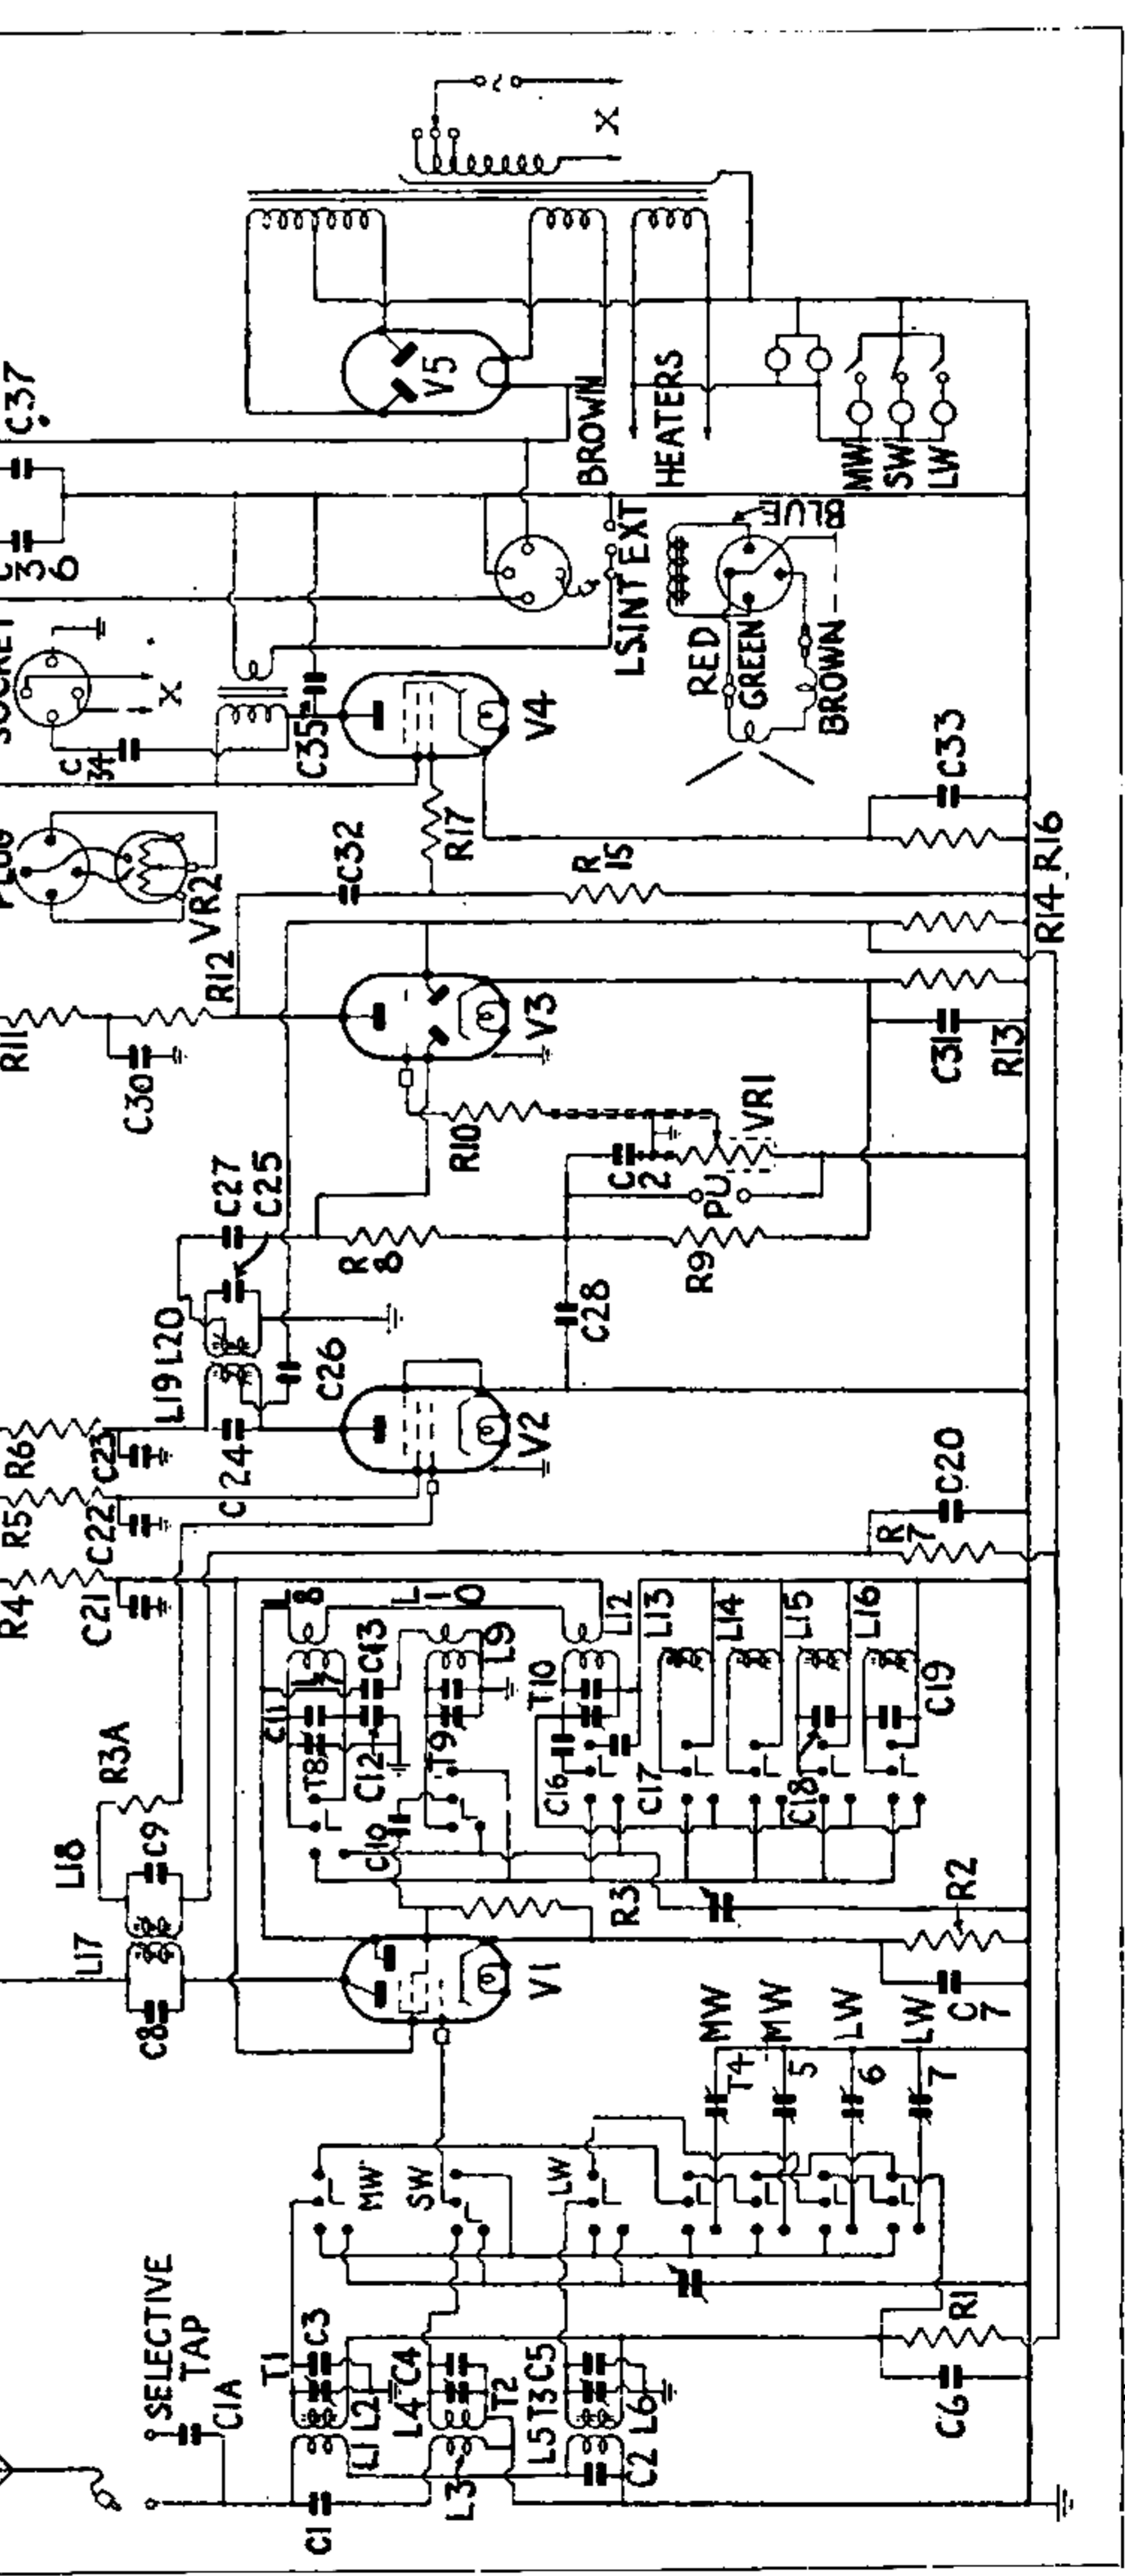 SELECTIVE
TAP
C1A
C1
T1
C3
L1
L2
L3
L4
C4
T2
L5
T3
C5
C2
L6
C6
R1
MW
SW
LW
T4
MW
5
MW
6
LW
7
LW
C8
L17
L18
C9
R3A
V1
C7
R2
R3
C10
C11
T8
L7
L8
C12
C13
T9
L10
L9
T10
L12
C16
L13
C17
L14
L15
C18
L16
C19
R4
C21
R5
C22
R6
C23
C24
L19
L20
C26
C27
C25
V2
R7
C20
C28
R8
R9
PU
VR1
R10
C30
R11
R12
V3
C31
R13
R14
VR2
C32
R17
R15
R16
C33
C34
X
C35
V4
RED
GREEN
BROWN
BLUE
LS INT EXT
C37
V5
BROWN
HEATERS
MW
SW
LW
X